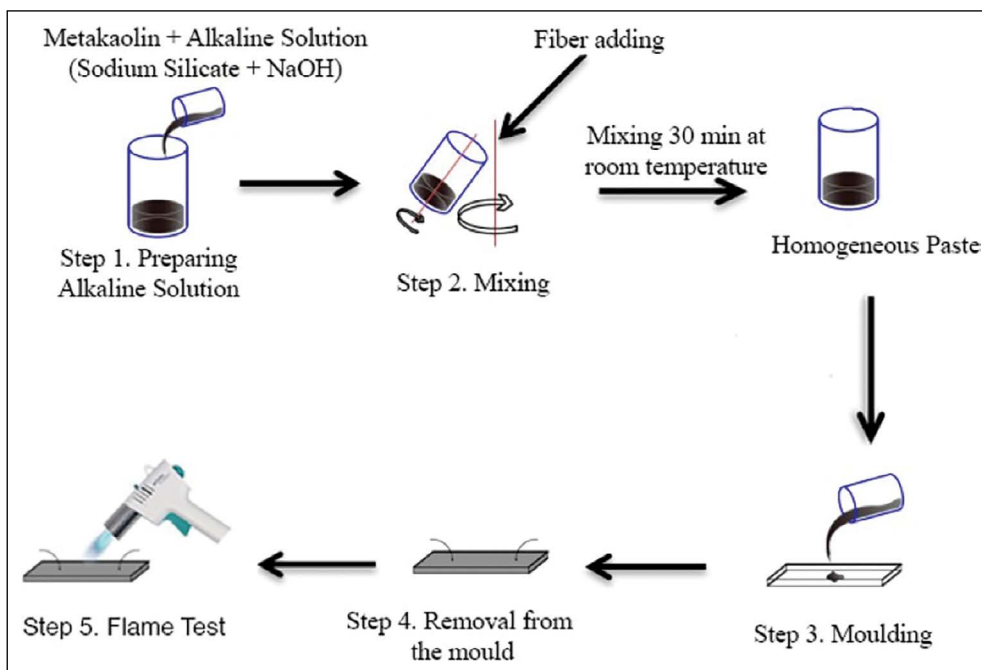 Metakaolin + Alkaline Solution
(Sodium Silicate + NaOH)
Fiber adding
Mixing 30 min at
room temperature
Step 1. Preparing
Alkaline Solution
Step 2. Mixing
Homogeneous Paste
Step 3. Moulding
Step 4. Removal from
the mould
Step 5. Flame Test